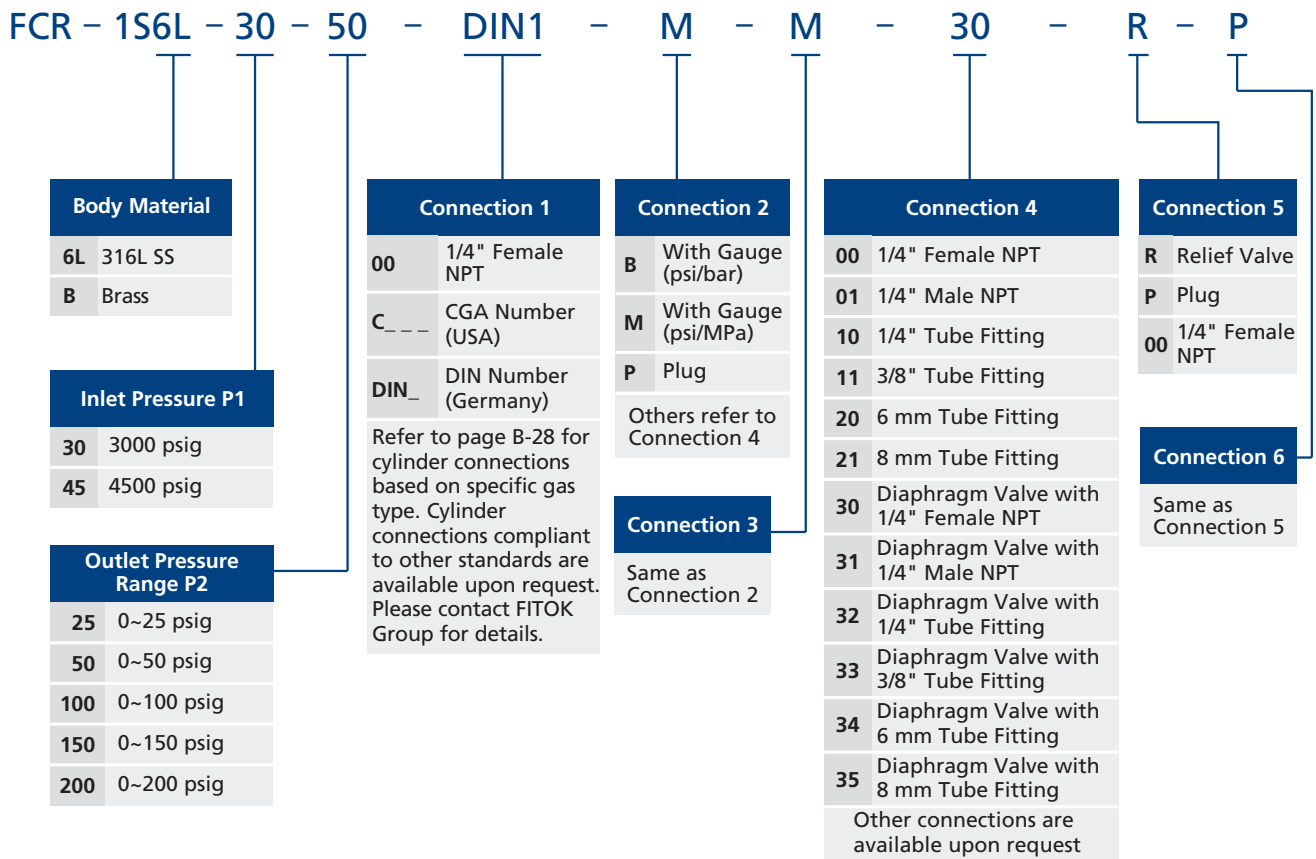 FCR – 1S6L – 30 – 50 – DIN1 – M – M – 30 – R – P
Body Material
6L 316L SS
B Brass
Inlet Pressure P1
30 3000 psig
45 4500 psig
Outlet Pressure
Range P2
25 0~25 psig
50 0~50 psig
100 0~100 psig
150 0~150 psig
200 0~200 psig
Connection 1
00 1/4" Female
NPT
C_ _ _ CGA Number
(USA)
DIN_ DIN Number
(Germany)
Refer to page B-28 for
cylinder connections
based on specific gas
type. Cylinder
connections compliant
to other standards are
available upon request.
Please contact FITOK
Group for details.
Connection 2
B With Gauge
(psi/bar)
M With Gauge
(psi/MPa)
P Plug
Others refer to
Connection 4
Connection 3
Same as
Connection 2
Connection 4
00 1/4" Female NPT
01 1/4" Male NPT
10 1/4" Tube Fitting
11 3/8" Tube Fitting
20 6 mm Tube Fitting
21 8 mm Tube Fitting
30 Diaphragm Valve with
1/4" Female NPT
31 Diaphragm Valve with
1/4" Male NPT
32 Diaphragm Valve with
1/4" Tube Fitting
33 Diaphragm Valve with
3/8" Tube Fitting
34 Diaphragm Valve with
6 mm Tube Fitting
35 Diaphragm Valve with
8 mm Tube Fitting
Other connections are
available upon request
Connection 5
R Relief Valve
P Plug
00 1/4" Female
NPT
Connection 6
Same as
Connection 5